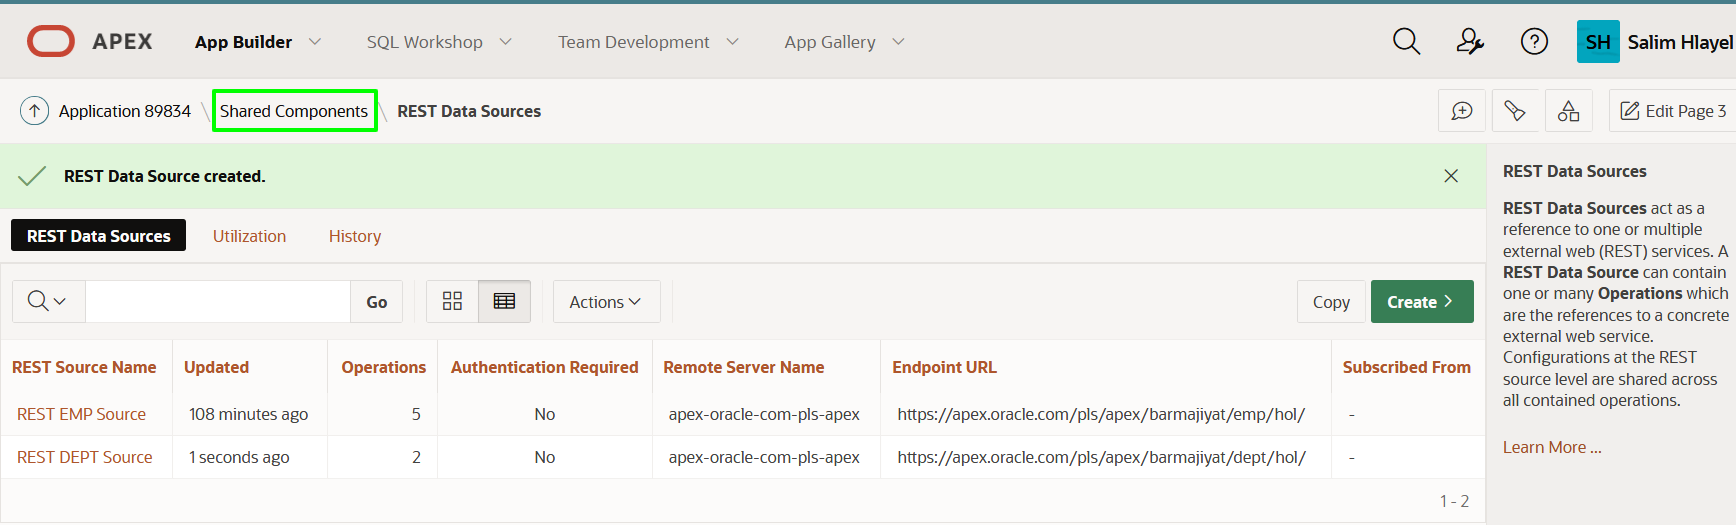 APEX App Builder SQL Workshop Team Development App Gallery SH Salim Hlayel
Application 89834 \ Shared Components \ REST Data Sources Edit Page 3
REST Data Source created.
REST Data Sources Utilization History
Go Actions Copy Create
REST Source Name Updated Operations Authentication Required Remote Server Name Endpoint URL Subscribed From
REST EMP Source 108 minutes ago 5 No apex-oracle-com-pls-apex https://apex.oracle.com/pls/apex/barmajiyat/emp/hol/ -
REST DEPT Source 1 seconds ago 2 No apex-oracle-com-pls-apex https://apex.oracle.com/pls/apex/barmajiyat/dept/hol/ -
1 - 2
REST Data Sources
REST Data Sources act as a
reference to one or multiple
external web (REST) services. A
REST Data Source can contain
one or many Operations which
are the references to a concrete
external web service.
Configurations at the REST
source level are shared across
all contained operations.
Learn More ...